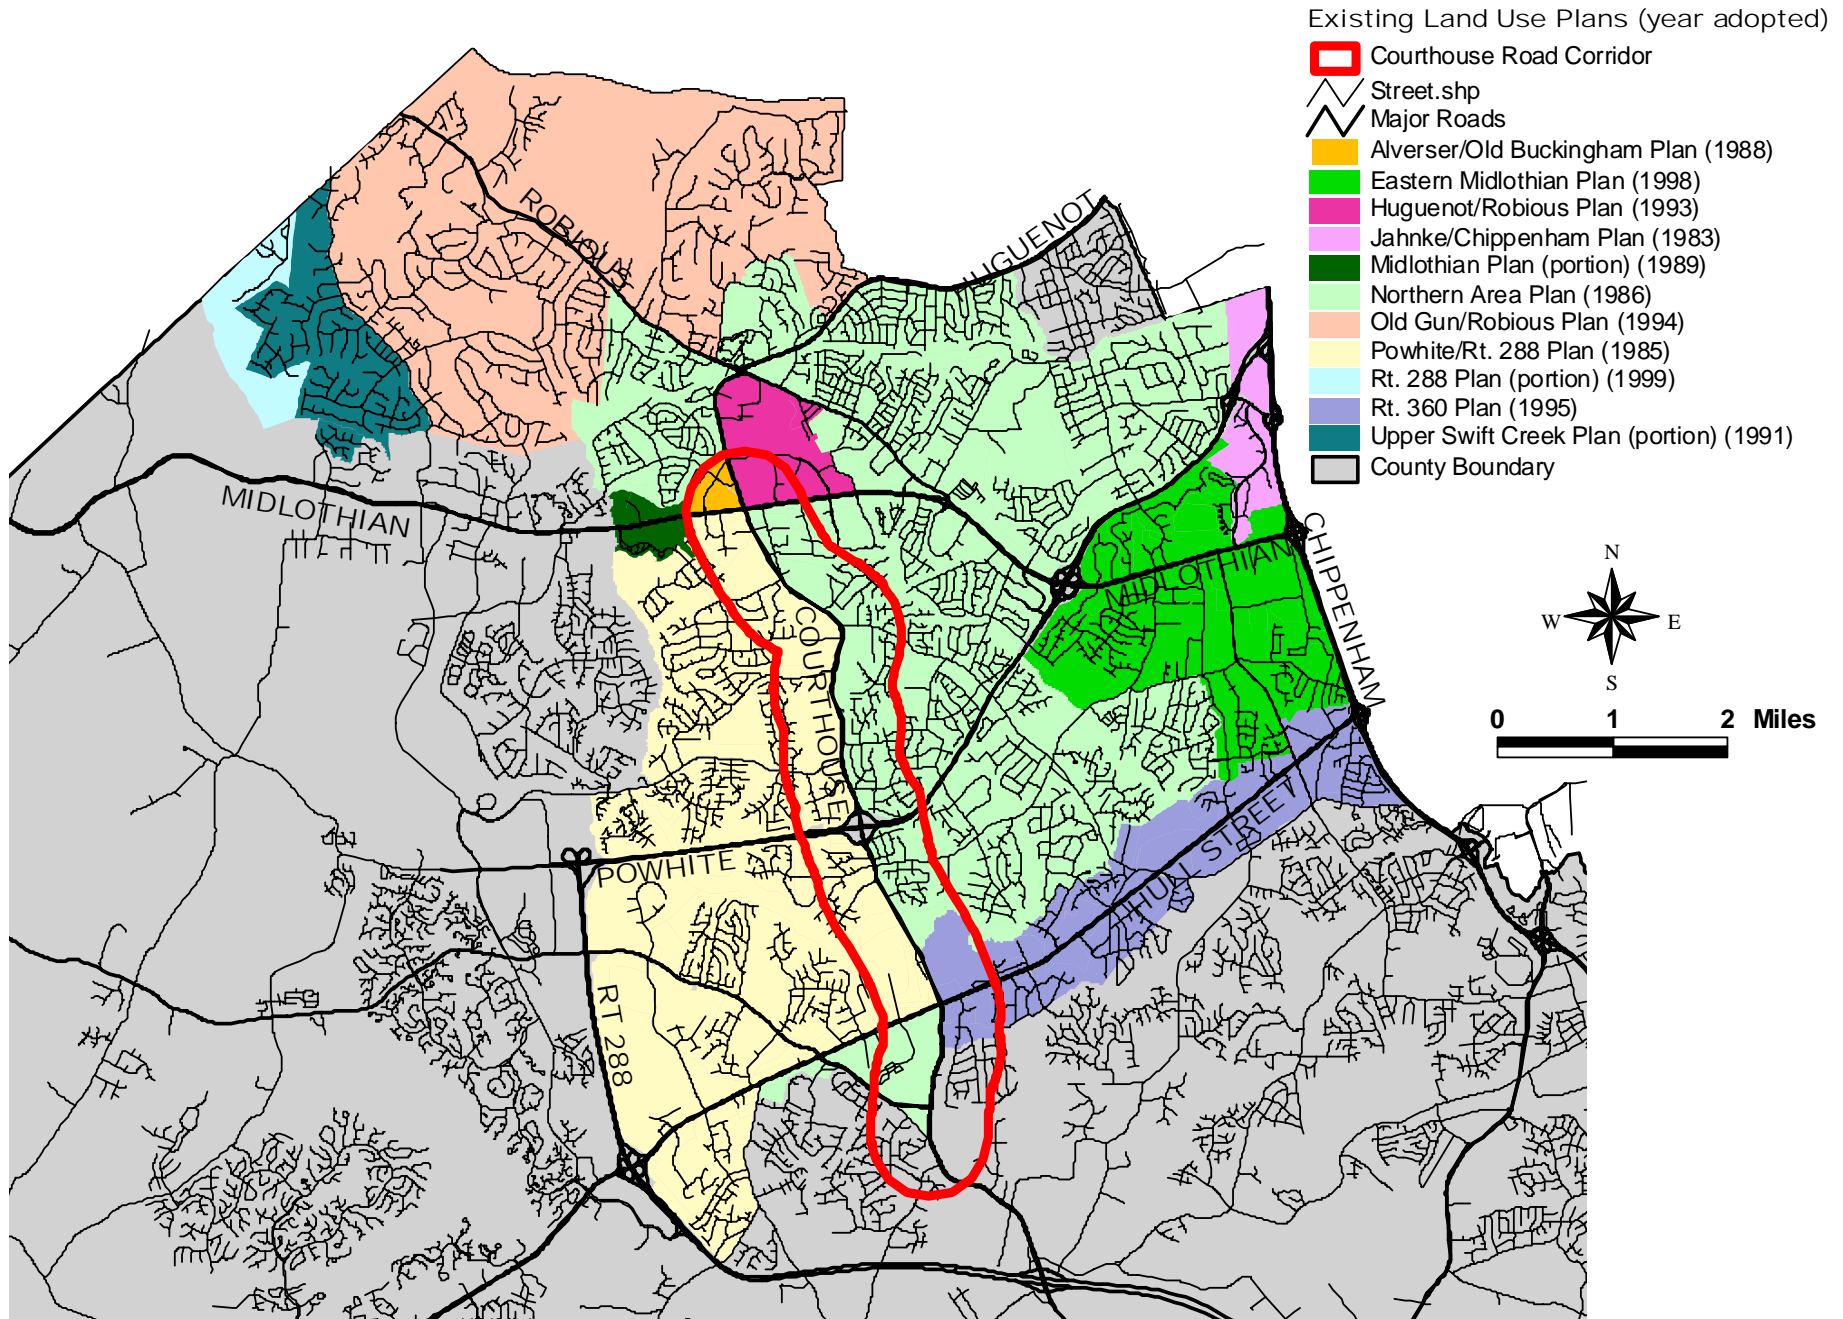 Existing Land Use Plans (year adopted)
Courthouse Road Corridor
Street.shp
Major Roads
Alverser/Old Buckingham Plan (1988)
Eastern Midlothian Plan (1998)
Huguenot/Robious Plan (1993)
Jahnke/Chippenham Plan (1983)
Midlothian Plan (portion) (1989)
Northern Area Plan (1986)
Old Gun/Robious Plan (1994)
Powhite/Rt. 288 Plan (1985)
Rt. 288 Plan (portion) (1999)
Rt. 360 Plan (1995)
Upper Swift Creek Plan (portion) (1991)
County Boundary
ROBIOUS
HUGUENOT
MIDLOTHIAN
MIDLOTHIAN
CHIPPENHAM
COURTHOUSE
POWHITE
HULL STREET
RT 288
N
W E
S
0 1 2 Miles